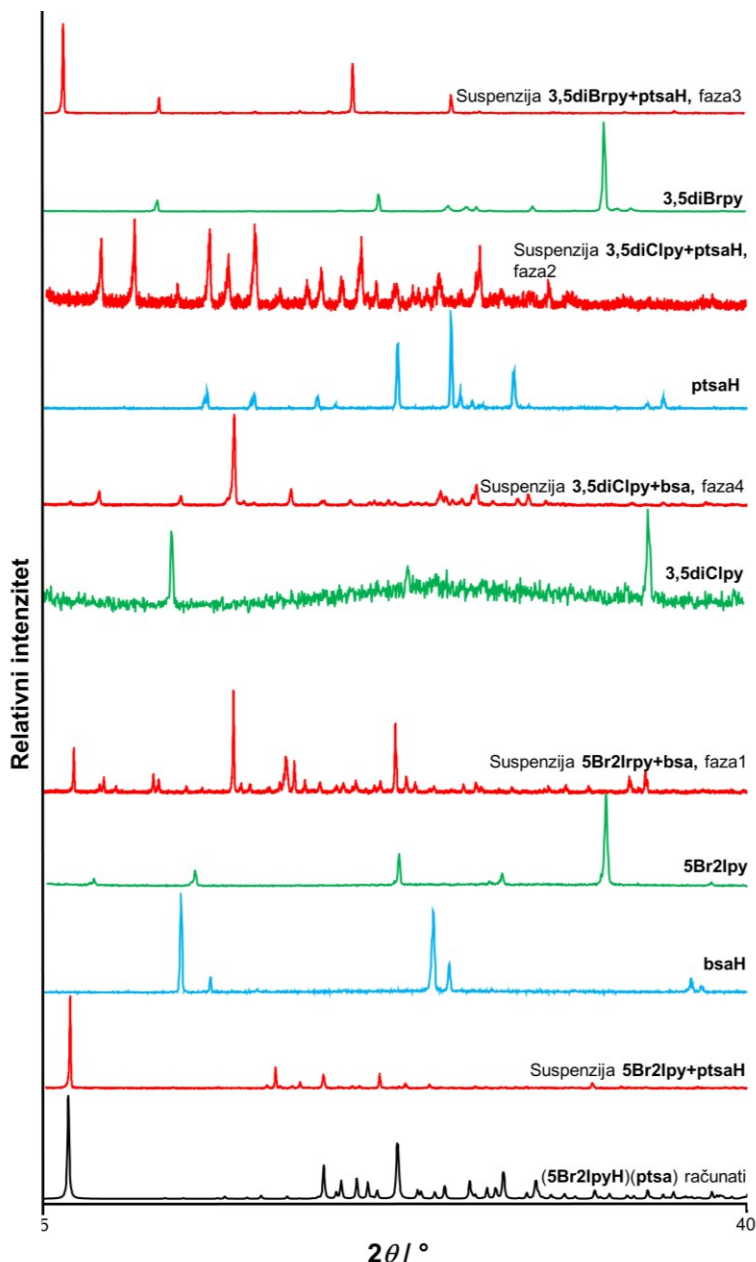 Suspenzija 3,5diBrpy+ptsaH, faza3
3,5diBrpy
Suspenzija 3,5diClpy+ptsaH,
faza2
ptsaH
Suspenzija 3,5diClpy+bsa, faza4
3,5diClpy
Relativni intenzitet
Suspenzija 5Br2Irpy+bsa, faza1
5Br2Ipy
bsaH
Suspenzija 5Br2Ipy+ptsaH
(5Br2IpyH)(ptsa) računati
5 40
2θ / °